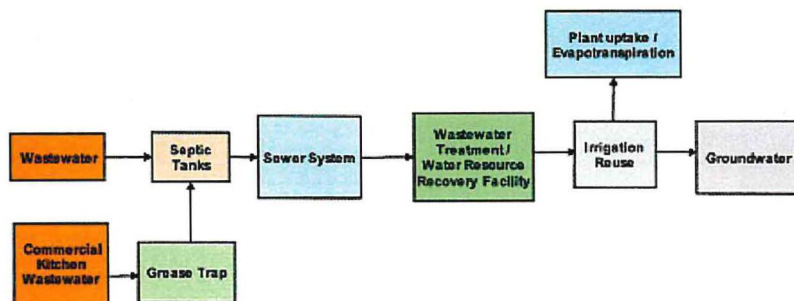 Plant uptake /
Evapotranspiration
Wastewater
Septic
Tanks
Sewer System
Wastewater
Treatment /
Water Resource
Recovery Facility
Irrigation
Reuse
Groundwater
Commercial
Kitchen
Wastewater
Grease Trap